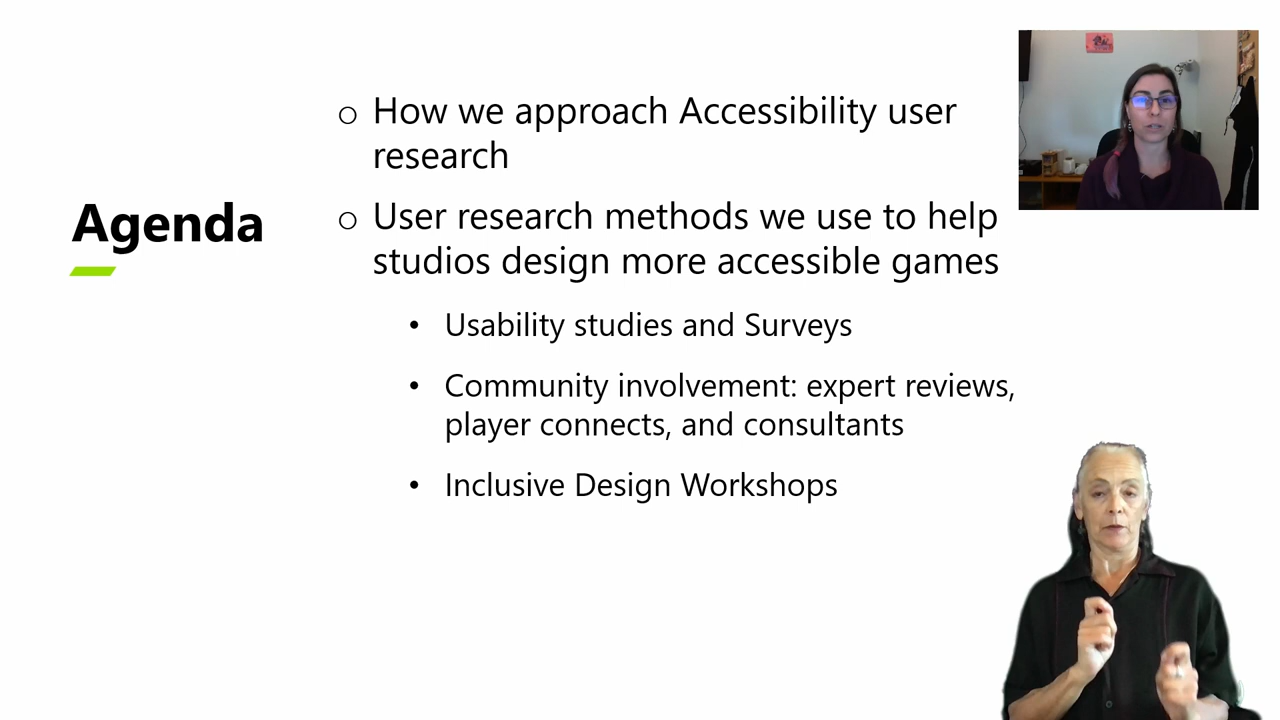 Agenda
○ How we approach Accessibility user
research
○ User research methods we use to help
studios design more accessible games
• Usability studies and Surveys
• Community involvement: expert reviews,
player connects, and consultants
• Inclusive Design Workshops